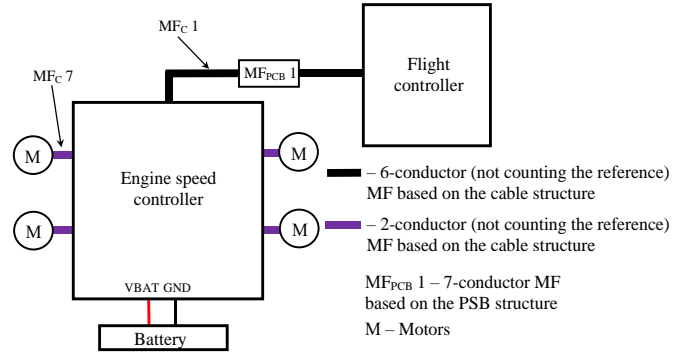 MFC 1
MFPCB 1
Flight
controller
MFC 7
M
M
Engine speed
controller
M
M
VBAT GND
Battery
– 6-conductor (not counting the reference)
MF based on the cable structure
– 2-conductor (not counting the reference)
MF based on the cable structure
MFPCB 1 – 7-conductor MF
based on the PSB structure
M – Motors